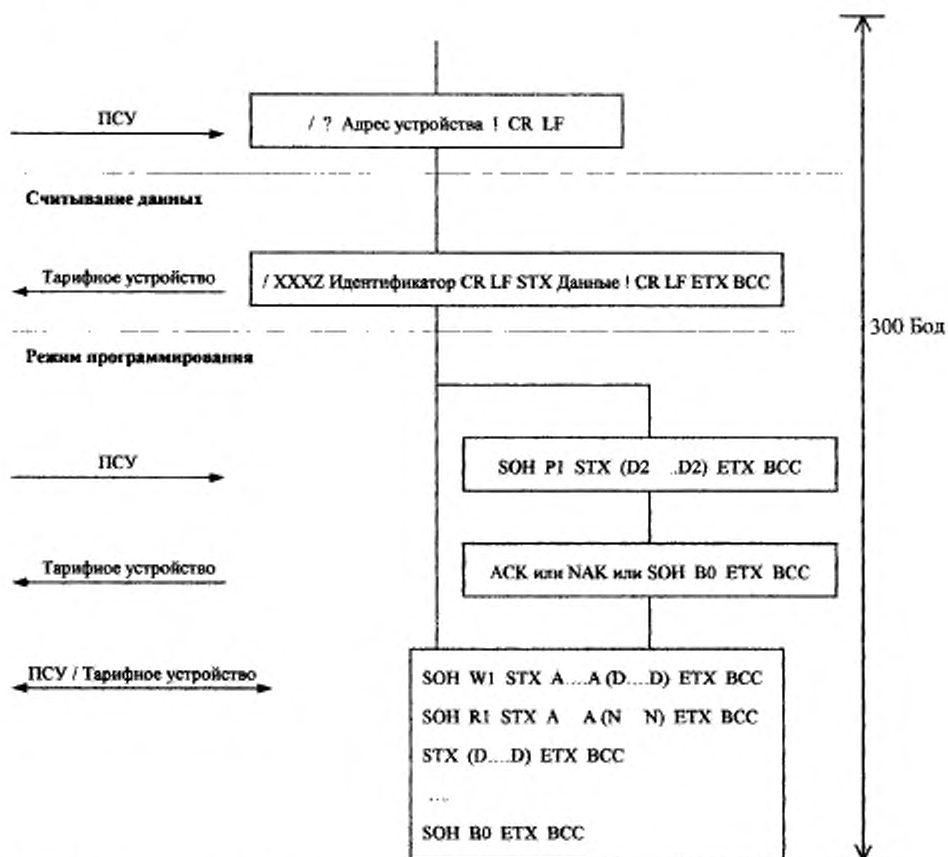 ПСУ
/ ? Адрес устройства ! CR LF
Считывание данных
Тарифное устройство
/ XXXZ Идентификатор CR LF STX Данные ! CR LF ETX BCC
300 Бод
Режим программирования
ПСУ
SOH P1 STX (D2 ..D2) ETX BCC
Тарифное устройство
ACK или NAK или SOH B0 ETX BCC
ПСУ / Тарифное устройство
SOH W1 STX A....A (D....D) ETX BCC
SOH R1 STX A A (N N) ETX BCC
STX (D....D) ETX BCC
....
SOH B0 ETX BCC